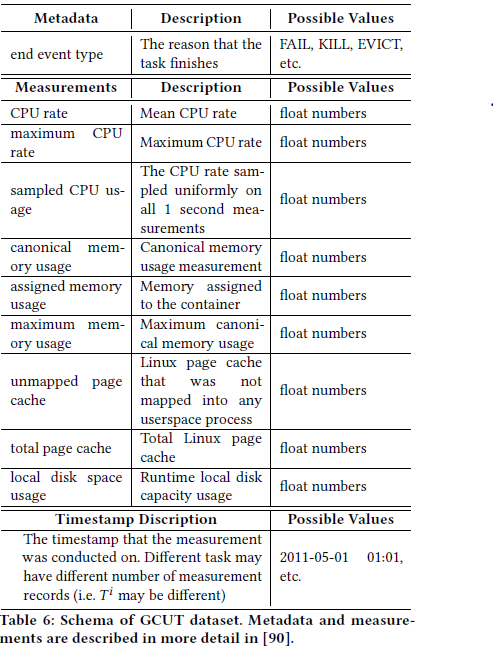 Metadata Description Possible Values
end event type The reason that the task finishes FAIL, KILL, EVICT, etc.
Measurements Description Possible Values
CPU rate Mean CPU rate float numbers
maximum CPU rate Maximum CPU rate float numbers
sampled CPU us-
age The CPU rate sam-
pled uniformly on
all 1 second mea-
surements float numbers
canonical mem-
ory usage Canonical memory
usage measurement float numbers
assigned memory
usage Memory assigned
to the container float numbers
maximum mem-
ory usage Maximum canoni-
cal memory usage float numbers
unmapped page
cache Linux page cache
that was not
mapped into any
userspace process float numbers
total page cache Total Linux page
cache float numbers
local disk space
usage Runtime local disk
capacity usage float numbers
Timestamp Discription Possible Values
The timestamp that the measurement
was conducted on. Different task may
have different number of measurement
records (i.e. T^i may be different) 2011-05-01 01:01,
etc.
Table 6: Schema of GCUT dataset. Metadata and measure-
ments are described in more detail in [90].